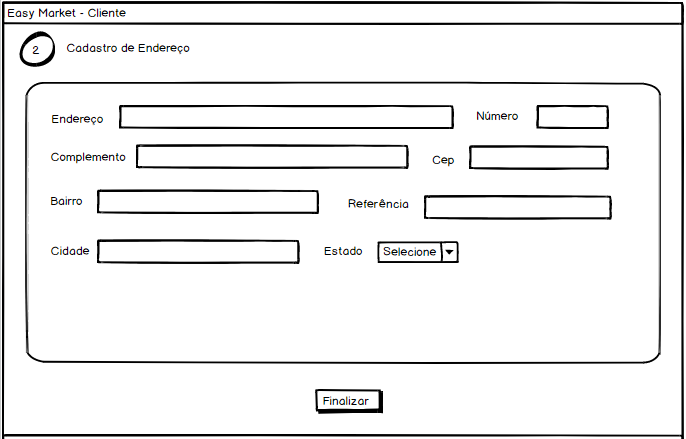 Easy Market - Cliente
2 Cadastro de Endereço
Endereço Número
Complemento Cep
Bairro Referência
Cidade Estado Selecione
Finalizar